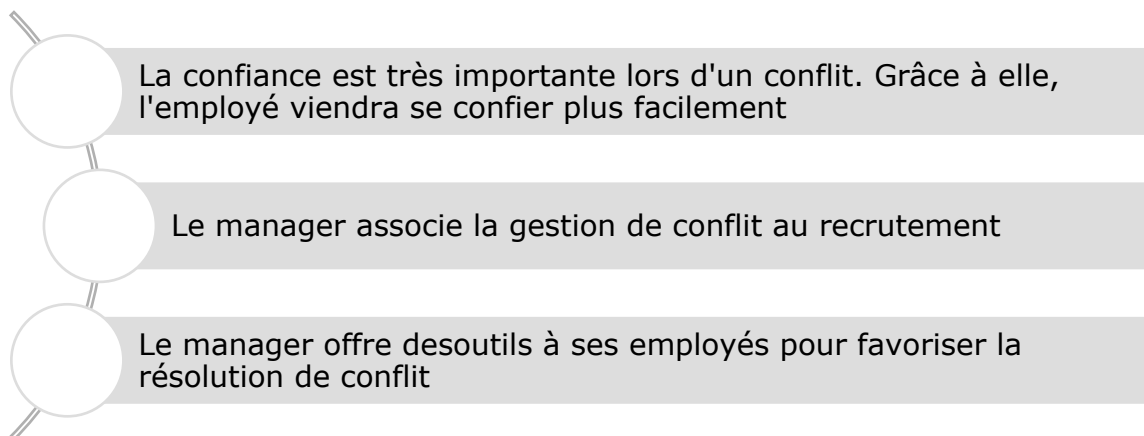 La confiance est très importante lors d'un conflit. Grâce à elle,
l'employé viendra se confier plus facilement
Le manager associe la gestion de conflit au recrutement
Le manager offre desoutils à ses employés pour favoriser la
résolution de conflit